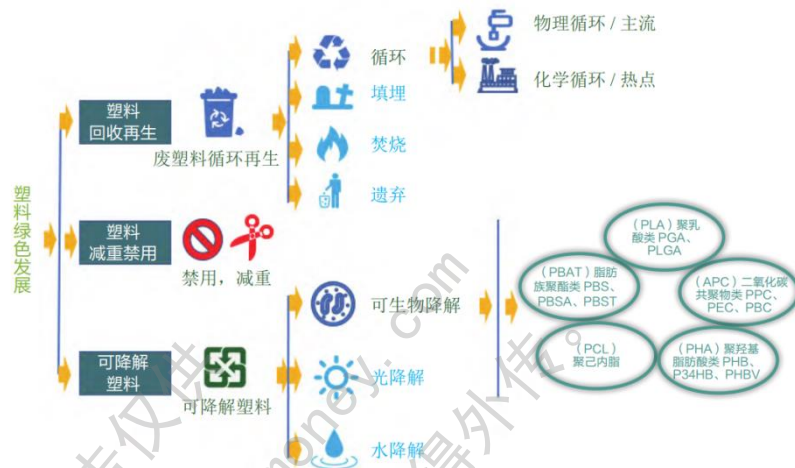 塑料绿色发展
塑料
回收再生
废塑料循环再生
循环
填埋
焚烧
遗弃
物理循环 / 主流
化学循环 / 热点
塑料
减重禁用
禁用，减重
可降解
塑料
可降解塑料
可生物降解
光降解
水降解
（PLA）聚乳
酸类 PGA、
PLGA
（PBAT）脂肪
族聚酯类 PBS、
PBSA、PBST
（APC）二氧化碳
共聚物类 PPC、
PEC、PBC
（PCL）
聚己内脂
（PHA）聚羟基
脂肪酸类 PHB、
P34HB、PHBV